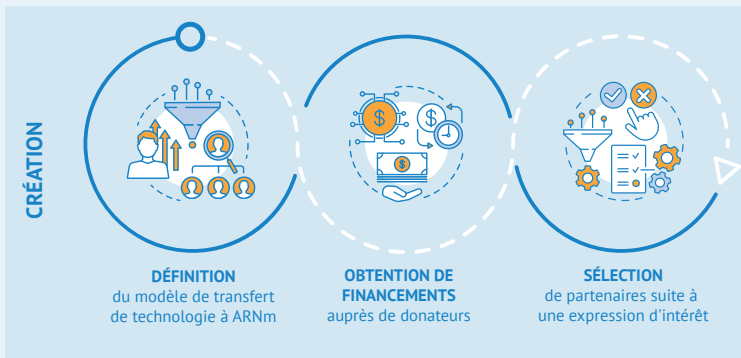 CRÉATION
DÉFINITION
du modèle de transfert
de technologie à ARNm
OBTENTION DE
FINANCEMENTS
auprès de donateurs
SÉLECTION
de partenaires suite à
une expression d'intérêt